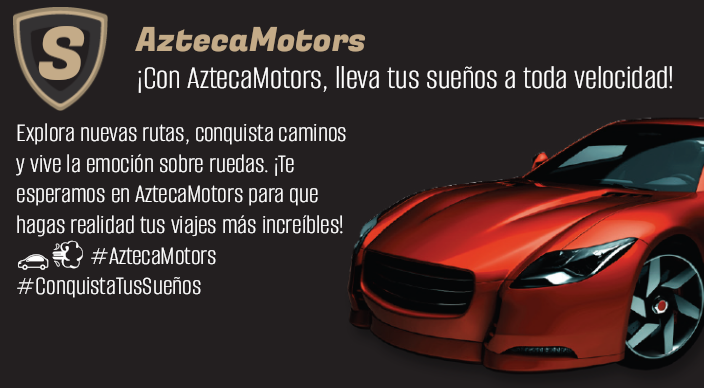 S
AztecaMotors
¡Con AztecaMotors, lleva tus sueños a toda velocidad!
Explora nuevas rutas, conquista caminos
y vive la emoción sobre ruedas. ¡Te
esperamos en AztecaMotors para que
hagas realidad tus viajes más increíbles!
🚗💨 #AztecaMotors
#ConquistaTusSueños